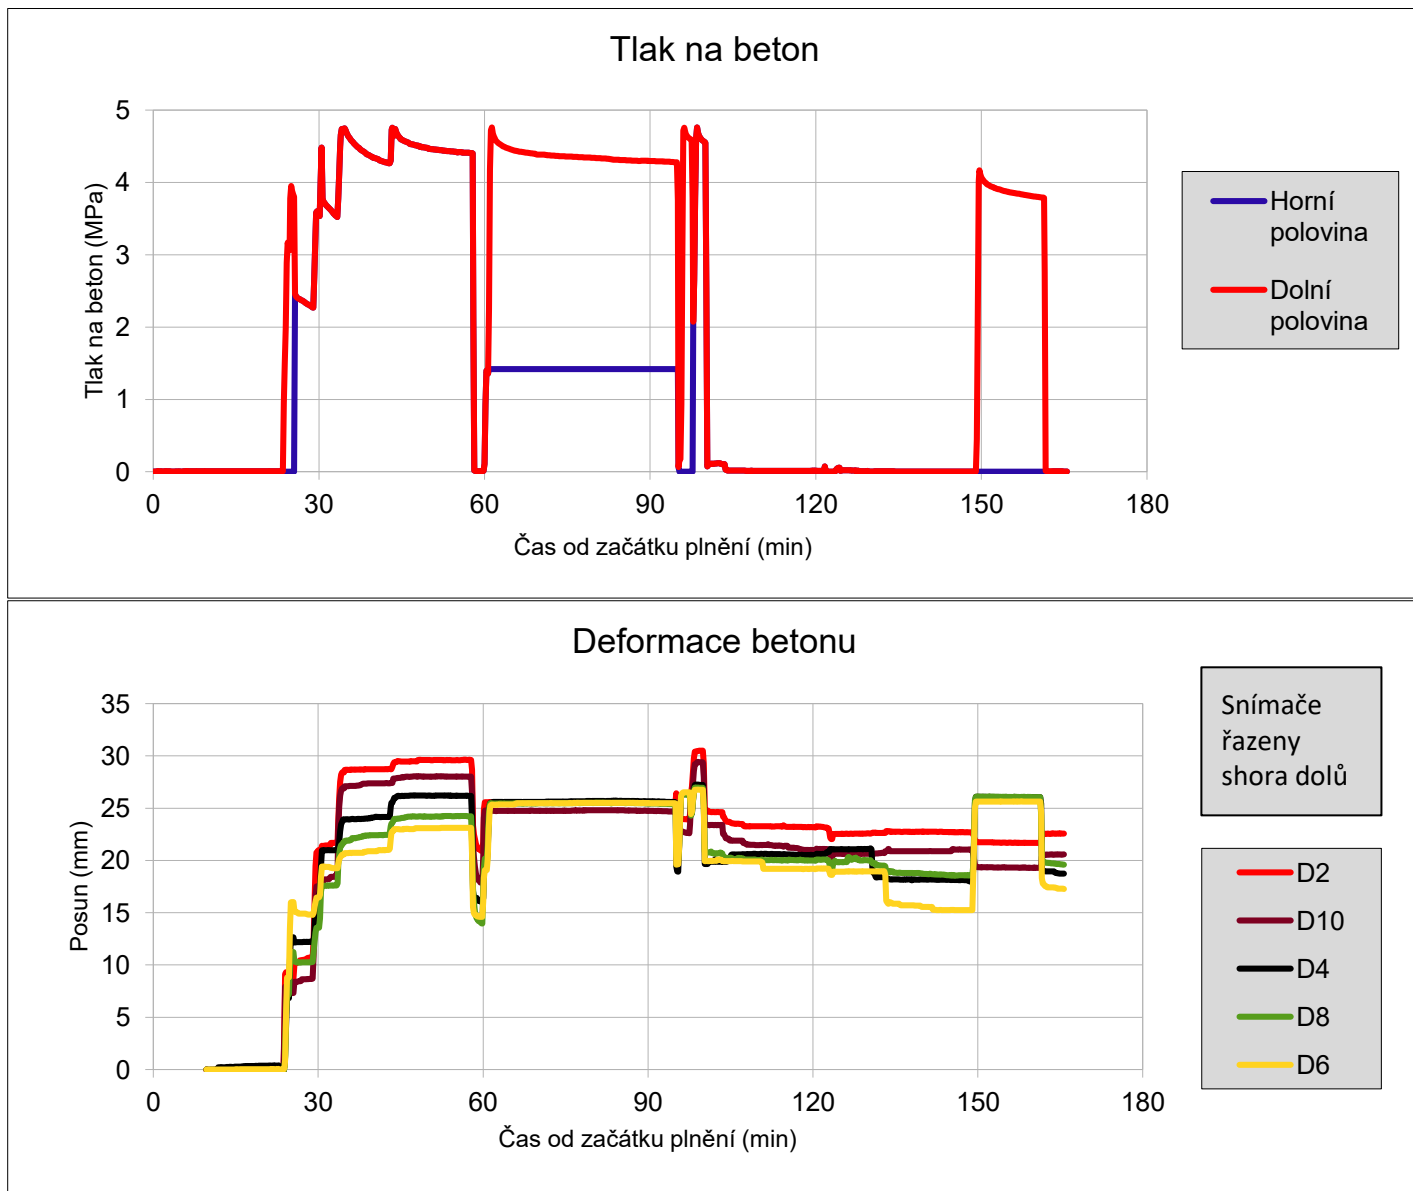 Tlak na beton
5
4
3
2
1
0
Tlak na beton (MPa)
0 30 60 90 120 150 180
Čas od začátku plnění (min)
Horní
polovina
Dolní
polovina
Deformace betonu
35
30
25
20
15
10
5
0
Posun (mm)
0 30 60 90 120 150 180
Čas od začátku plnění (min)
Snímače
řazeny
shora dolů
D2
D10
D4
D8
D6